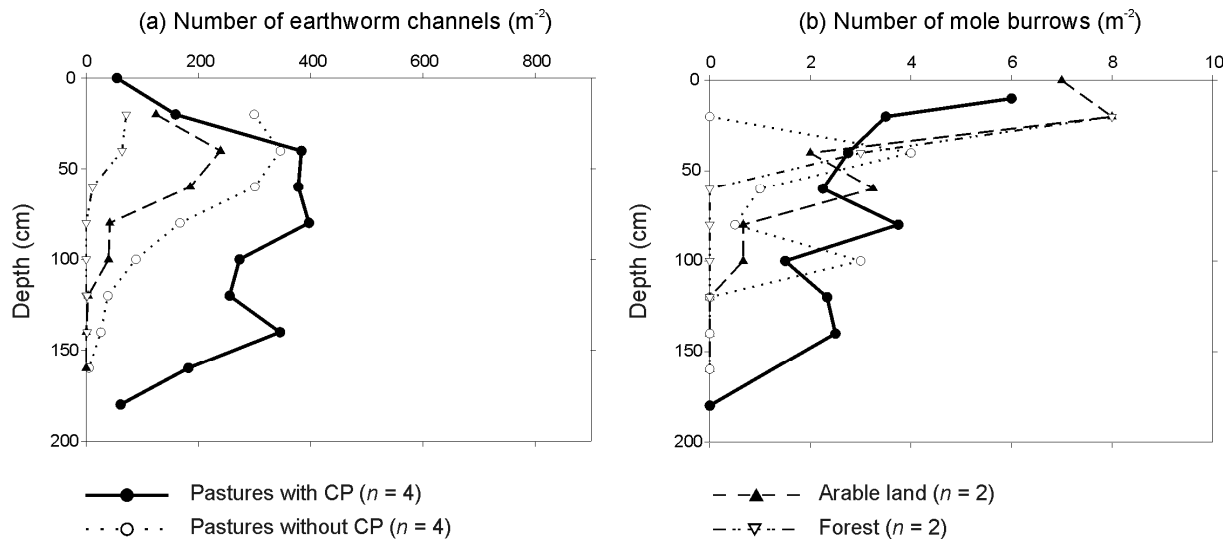 (a) Number of earthworm channels (m-2)
0 200 400 600 800
0
50
100
150
200
Depth (cm)
(b) Number of mole burrows (m-2)
0 2 4 6 8 10
0
50
100
150
200
Depth (cm)
Pastures with CP (n = 4)
Pastures without CP (n = 4)
Arable land (n = 2)
Forest (n = 2)